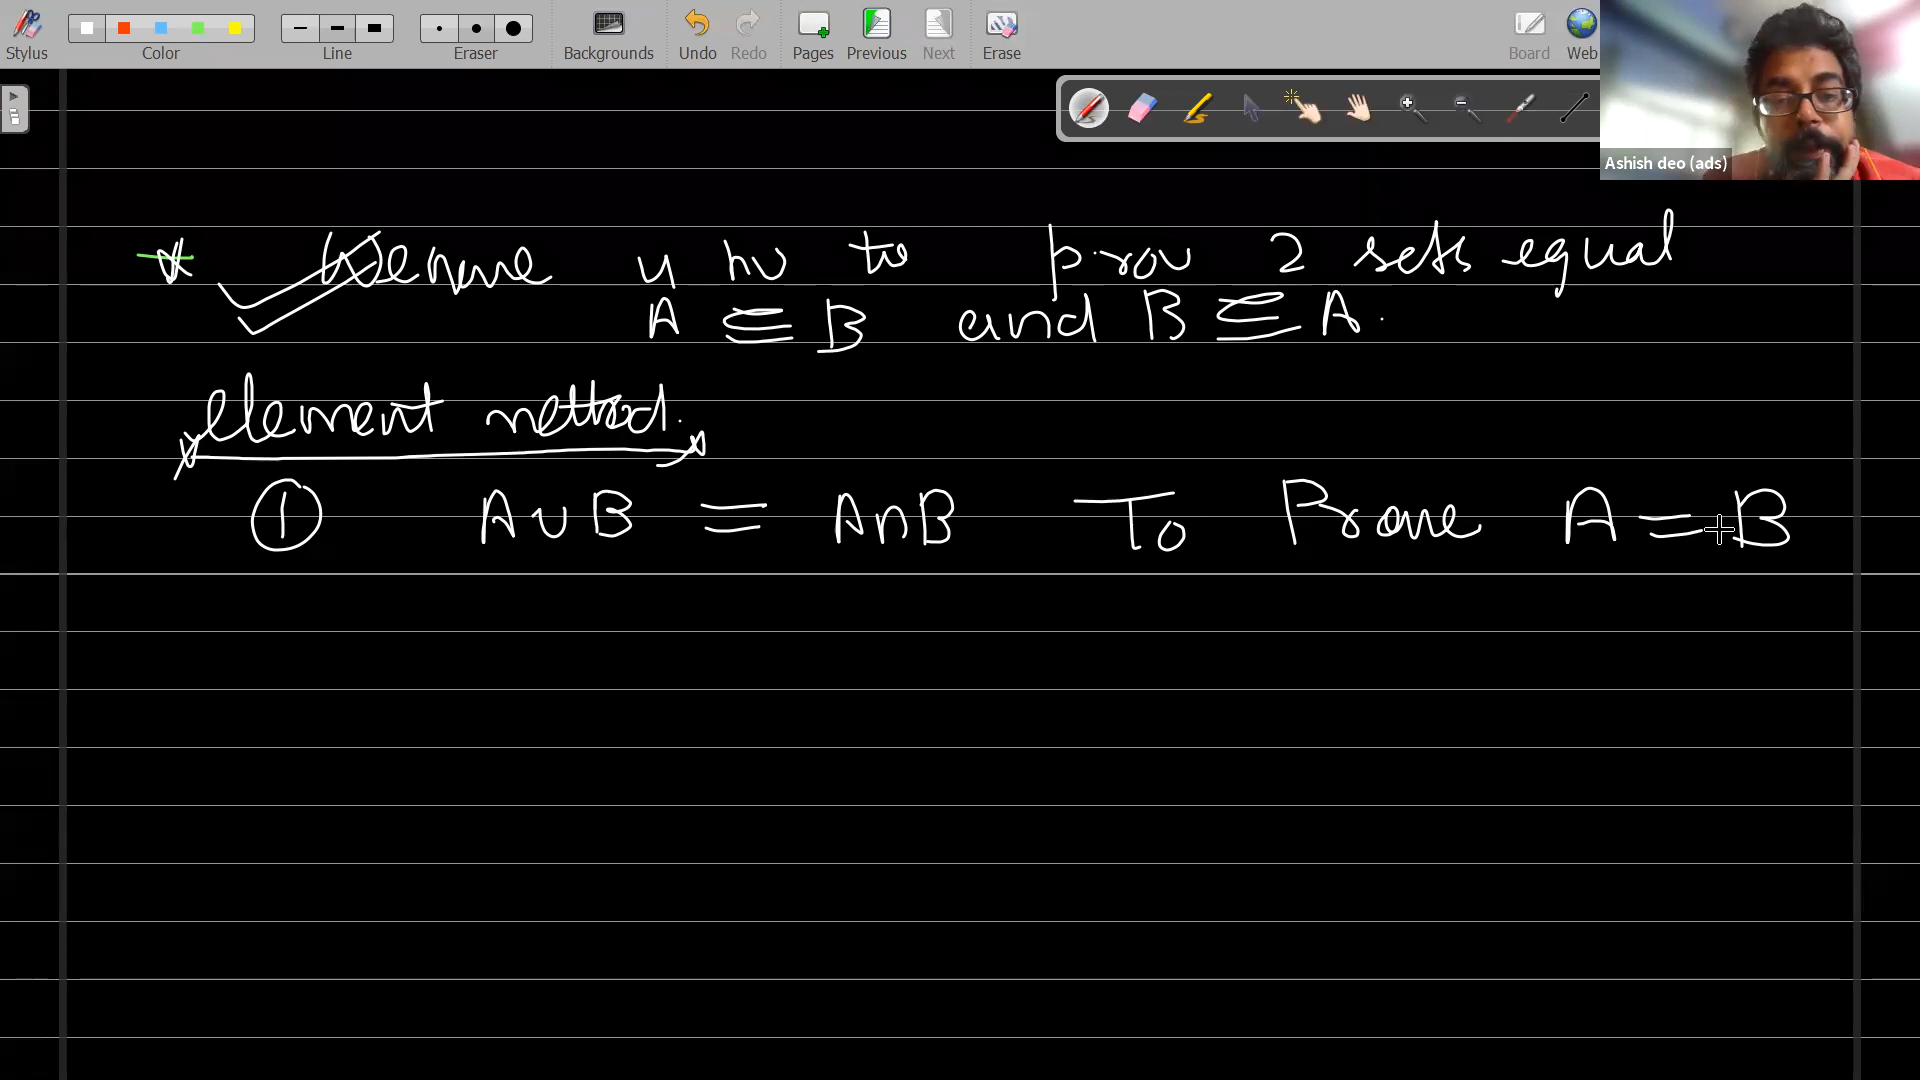 Stylus Color Line Eraser Backgrounds Undo Redo Pages Previous Next Erase Board Web
Ashish deo (ads)
u hv to prov 2 sets equal
A ⊆ B and B ⊆ A.
element method.
① A∪B = A∩B To Prove A = B